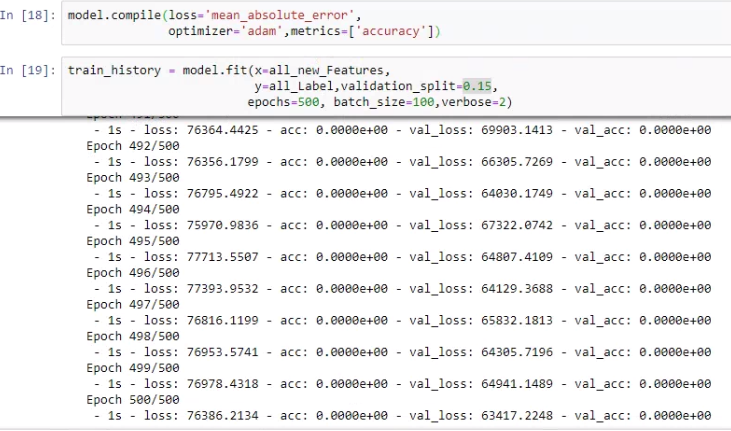 In [18]: model.compile(loss='mean_absolute_error',
optimizer='adam',metrics=['accuracy'])
In [19]: train_history = model.fit(x=all_new_Features,
y=all_Label,validation_split=0.15,
epochs=500, batch_size=100,verbose=2)
Epoch 491/500
- 1s - loss: 76364.4425 - acc: 0.0000e+00 - val_loss: 69903.1413 - val_acc: 0.0000e+00
Epoch 492/500
- 1s - loss: 76356.1799 - acc: 0.0000e+00 - val_loss: 66305.7269 - val_acc: 0.0000e+00
Epoch 493/500
- 1s - loss: 76795.4922 - acc: 0.0000e+00 - val_loss: 64030.1749 - val_acc: 0.0000e+00
Epoch 494/500
- 1s - loss: 75970.9836 - acc: 0.0000e+00 - val_loss: 67322.0742 - val_acc: 0.0000e+00
Epoch 495/500
- 1s - loss: 77713.5507 - acc: 0.0000e+00 - val_loss: 64807.4109 - val_acc: 0.0000e+00
Epoch 496/500
- 1s - loss: 77393.9532 - acc: 0.0000e+00 - val_loss: 64129.3688 - val_acc: 0.0000e+00
Epoch 497/500
- 1s - loss: 76816.1199 - acc: 0.0000e+00 - val_loss: 65832.1813 - val_acc: 0.0000e+00
Epoch 498/500
- 1s - loss: 76953.5741 - acc: 0.0000e+00 - val_loss: 64305.7196 - val_acc: 0.0000e+00
Epoch 499/500
- 1s - loss: 76978.4318 - acc: 0.0000e+00 - val_loss: 64941.1489 - val_acc: 0.0000e+00
Epoch 500/500
- 1s - loss: 76386.2134 - acc: 0.0000e+00 - val_loss: 63417.2248 - val_acc: 0.0000e+00